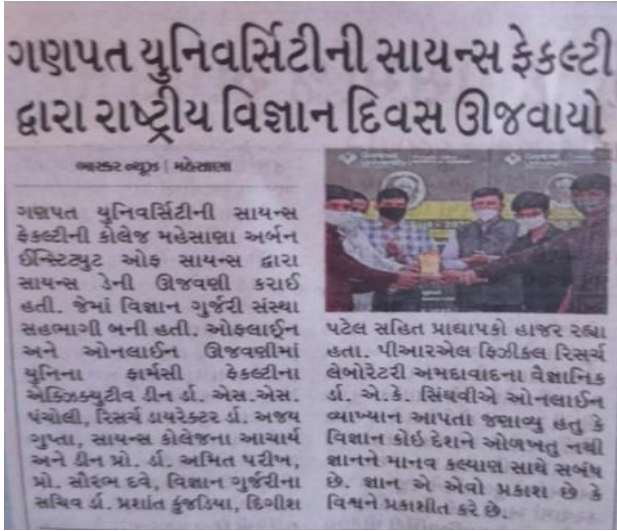 ગણપત યુનિવર્સિટીની સાયન્સ ફેકલ્ટી
દ્વારા રાષ્ટ્રીય વિજ્ઞાન દિવસ ઊજવાયો
ભાસ્કર ન્યૂઝ | મહેસાણા
ગણપત યુનિવર્સિટીની સાયન્સ
ફેકલ્ટીની કોલેજ મહેસાણા અર્બન
ઈન્સ્ટિટ્યુટ ઓફ સાયન્સ દ્વારા
સાયન્સ ડેની ઊજવણી કરાઈ
હતી. જેમાં વિજ્ઞાન ગુર્જરી સંસ્થા
સહભાગી બની હતી. ઓફલાઈન
અને ઓનલાઈન ઊજવણીમાં
યુનિના ફાર્મસી ફેકલ્ટીના
એક્ઝિક્યુટીવ ડીન ર્ડા. એસ.એસ.
પંચોલી, રિસર્ચ ડાયરેક્ટર ર્ડા. અજય
ગુપ્તા, સાયન્સ કોલેજના આચાર્ય
અને ડીન પ્રો. ર્ડા. અમિત પરીખ,
પ્રો. સૌરભ દવે, વિજ્ઞાન ગુર્જરીના
સચિવ ર્ડા. પ્રશાંત કુંજડિયા, દિગીશ
પટેલ સહિત પ્રાધાપકો હાજર રહ્યા
હતા. પીઆરએલ ફિઝીકલ રિસર્ચ
લેબોરેટરી અમદાવાદના વૈજ્ઞાનિક
ર્ડા. એ.કે. સિંઘવીએ ઓનલાઈન
વ્યાખ્યાન આપતા જણાવ્યુ હતુ કે
વિજ્ઞાન કોઈ દેશને ઓળખતુ નથી
જ્ઞાનને માનવ કલ્યાણ સાથે સબંધ
છે. જ્ઞાન એ એવો પ્રકાશ છે કે
વિશ્વને પ્રકાશીત કરે છે.